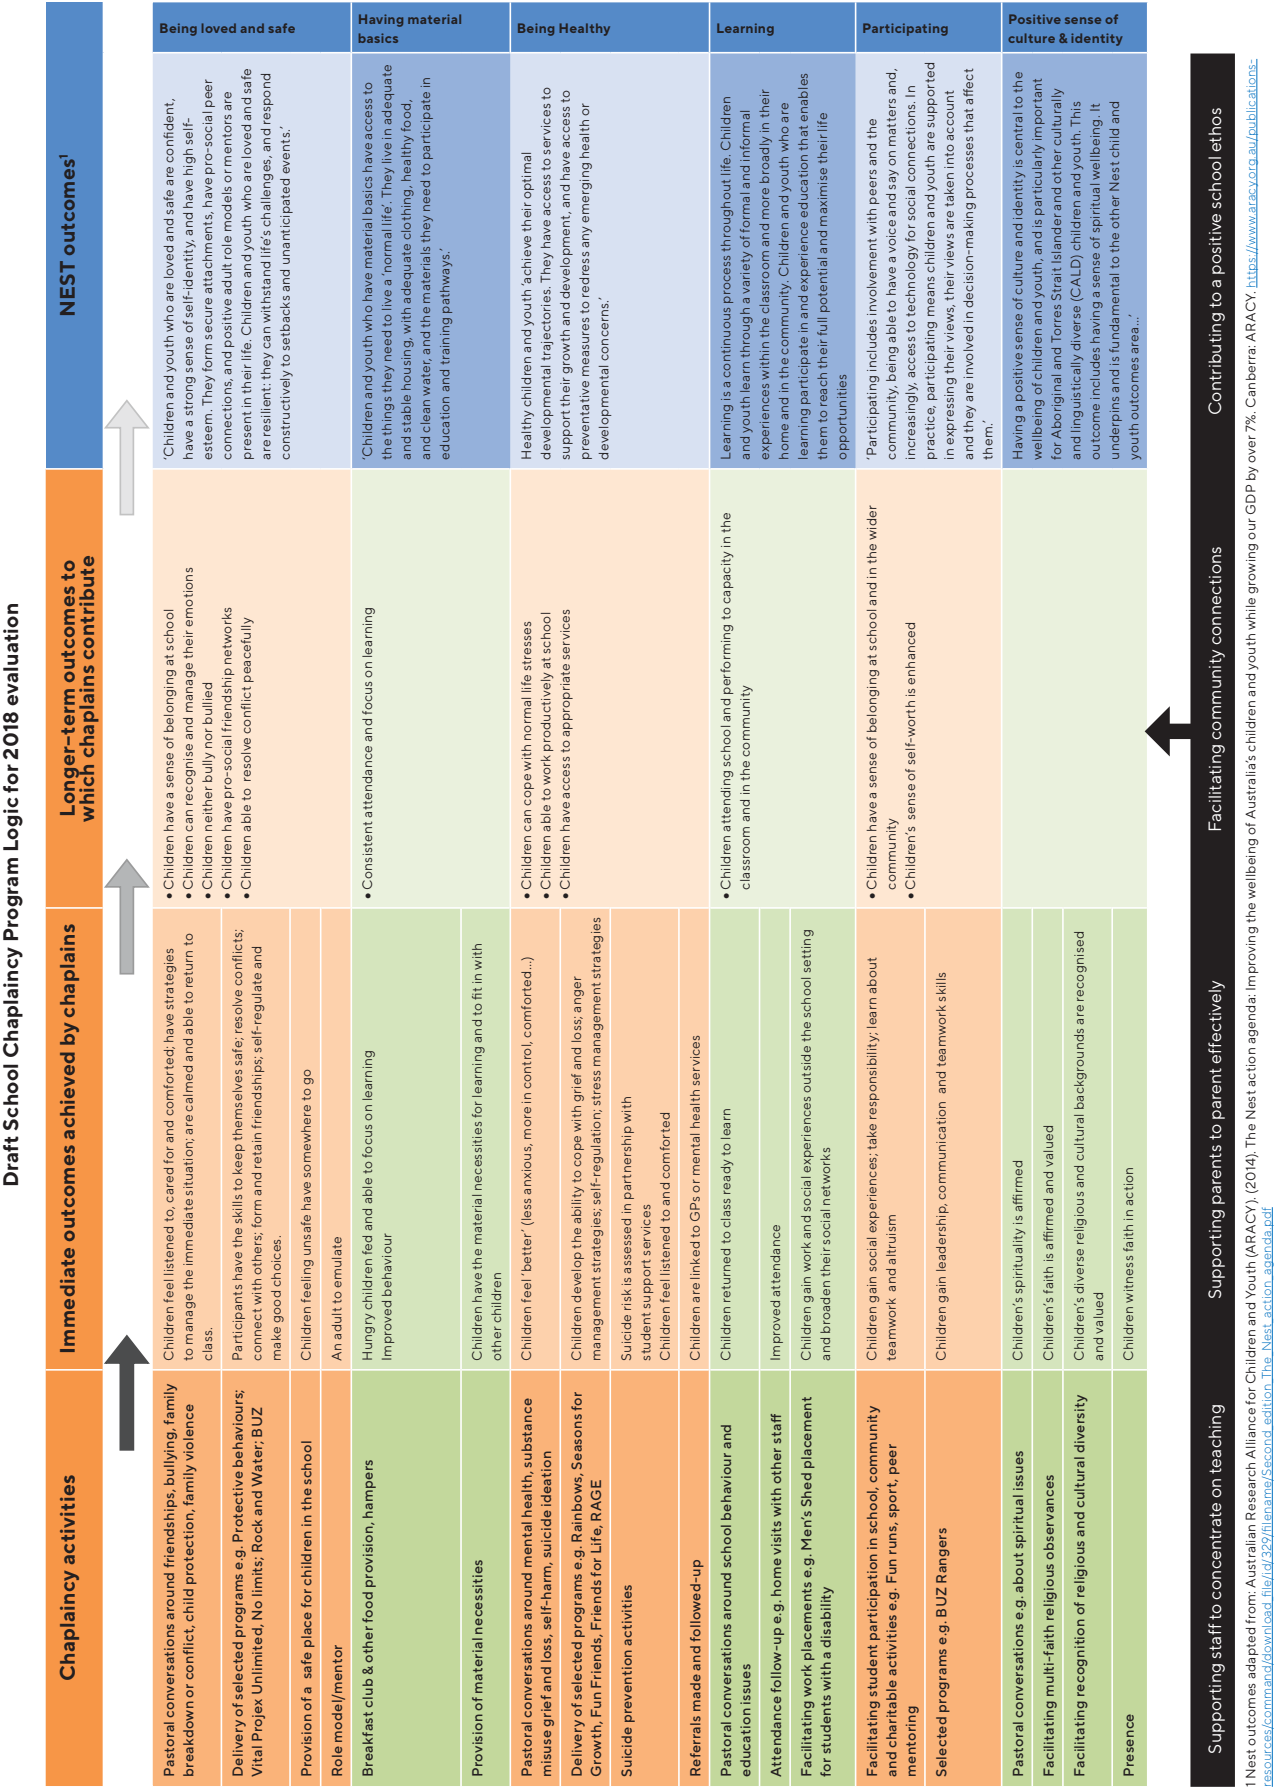 Draft School Chaplaincy Program Logic for 2018 evaluation
Chaplaincy activities
Immediate outcomes achieved by chaplains
Longer-term outcomes to
which chaplains contribute
NEST outcomes1
Being loved and safe
Pastoral conversations around friendships, bullying, family
breakdown or conflict, child protection, family violence
Children feel listened to, cared for and comforted; have strategies
to manage the immediate situation; are calmed and able to return to
class.
Delivery of selected programs e.g. Protective behaviours;
Vital Projex Unlimited, No limits; Rock and Water; BUZ
Participants have the skills to keep themselves safe; resolve conflicts;
connect with others; form and retain friendships; self-regulate and
make good choices.
Provision of a safe place for children in the school
Children feeling unsafe have somewhere to go
Role model/mentor
An adult to emulate
• Children have a sense of belonging at school
• Children can recognise and manage their emotions
• Children neither bully nor bullied
• Children have pro-social friendship networks
• Children able to resolve conflict peacefully
'Children and youth who are loved and safe are confident,
have a strong sense of self-identity, and have high self-
esteem. They form secure attachments, have pro-social peer
connections, and positive adult role models or mentors are
present in their life. Children and youth who are loved and safe
are resilient: they can withstand life's challenges, and respond
constructively to setbacks and unanticipated events.'
Having material
basics
Breakfast club & other food provision, hampers
Hungry children fed and able to focus on learning
Improved behaviour
Provision of material necessities
Children have the material necessities for learning and to fit in with
other children
• Consistent attendance and focus on learning
'Children and youth who have material basics have access to
the things they need to live a 'normal life'. They live in adequate
and stable housing, with adequate clothing, healthy food,
and clean water, and the materials they need to participate in
education and training pathways.'
Being Healthy
Pastoral conversations around mental health, substance
misuse grief and loss, self-harm, suicide ideation
Children feel 'better' (less anxious, more in control, comforted…)
Delivery of selected programs e.g. Rainbows, Seasons for
Growth, Fun Friends, Friends for Life, RAGE
Children develop the ability to cope with grief and loss; anger
management strategies; self-regulation; stress management strategies
Suicide prevention activities
Suicide risk is assessed in partnership with
student support services
Children feel listened to and comforted
Referrals made and followed-up
Children are linked to GPs or mental health services
• Children can cope with normal life stresses
• Children able to work productively at school
• Children have access to appropriate services
Healthy children and youth 'achieve their optimal
developmental trajectories. They have access to services to
support their growth and development, and have access to
preventative measures to redress any emerging health or
developmental concerns.'
Learning
Pastoral conversations around school behaviour and
education issues
Children returned to class ready to learn
Attendance follow-up e.g. home visits with other staff
Improved attendance
Facilitating work placements e.g. Men's Shed placement
for students with a disability
Children gain work and social experiences outside the school setting
and broaden their social networks
• Children attending school and performing to capacity in the
classroom and in the community
Learning is a continuous process throughout life. Children
and youth learn through a variety of formal and informal
experiences within the classroom and more broadly in their
home and in the community. Children and youth who are
learning participate in and experience education that enables
them to reach their full potential and maximise their life
opportunities
Participating
Facilitating student participation in school, community
and charitable activities e.g. Fun runs, sport, peer
mentoring
Children gain social experiences; take responsibility; learn about
teamwork and altruism
Selected programs e.g. BUZ Rangers
Children gain leadership, communication and teamwork skills
• Children have a sense of belonging at school and in the wider
community
• Children's sense of self-worth is enhanced
'Participating includes involvement with peers and the
community, being able to have a voice and say on matters and,
increasingly, access to technology for social connections. In
practice, participating means children and youth are supported
in expressing their views, their views are taken into account
and they are involved in decision-making processes that affect
them.'
Positive sense of
culture & identity
Pastoral conversations e.g. about spiritual issues
Children's spirituality is affirmed
Facilitating multi-faith religious observances
Children's faith is affirmed and valued
Facilitating recognition of religious and cultural diversity
Children's diverse religious and cultural backgrounds are recognised
and valued
Presence
Children witness faith in action
Having a positive sense of culture and identity is central to the
wellbeing of children and youth, and is particularly important
for Aboriginal and Torres Strait Islander and other culturally
and linguistically diverse (CALD) children and youth. This
outcome includes having a sense of spiritual wellbeing. It
underpins and is fundamental to the other Nest child and
youth outcomes area…'
Supporting staff to concentrate on teaching
Supporting parents to parent effectively
Facilitating community connections
Contributing to a positive school ethos
1 Nest outcomes adapted from: Australian Research Alliance for Children and Youth (ARACY). (2014). The Nest action agenda: Improving the wellbeing of Australia's children and youth while growing our GDP by over 7%. Canberra: ARACY. https://www.aracy.org.au/publications-
resources/command/download_file/id/329/filename/Second_edition_The_Nest_action_agenda.pdf